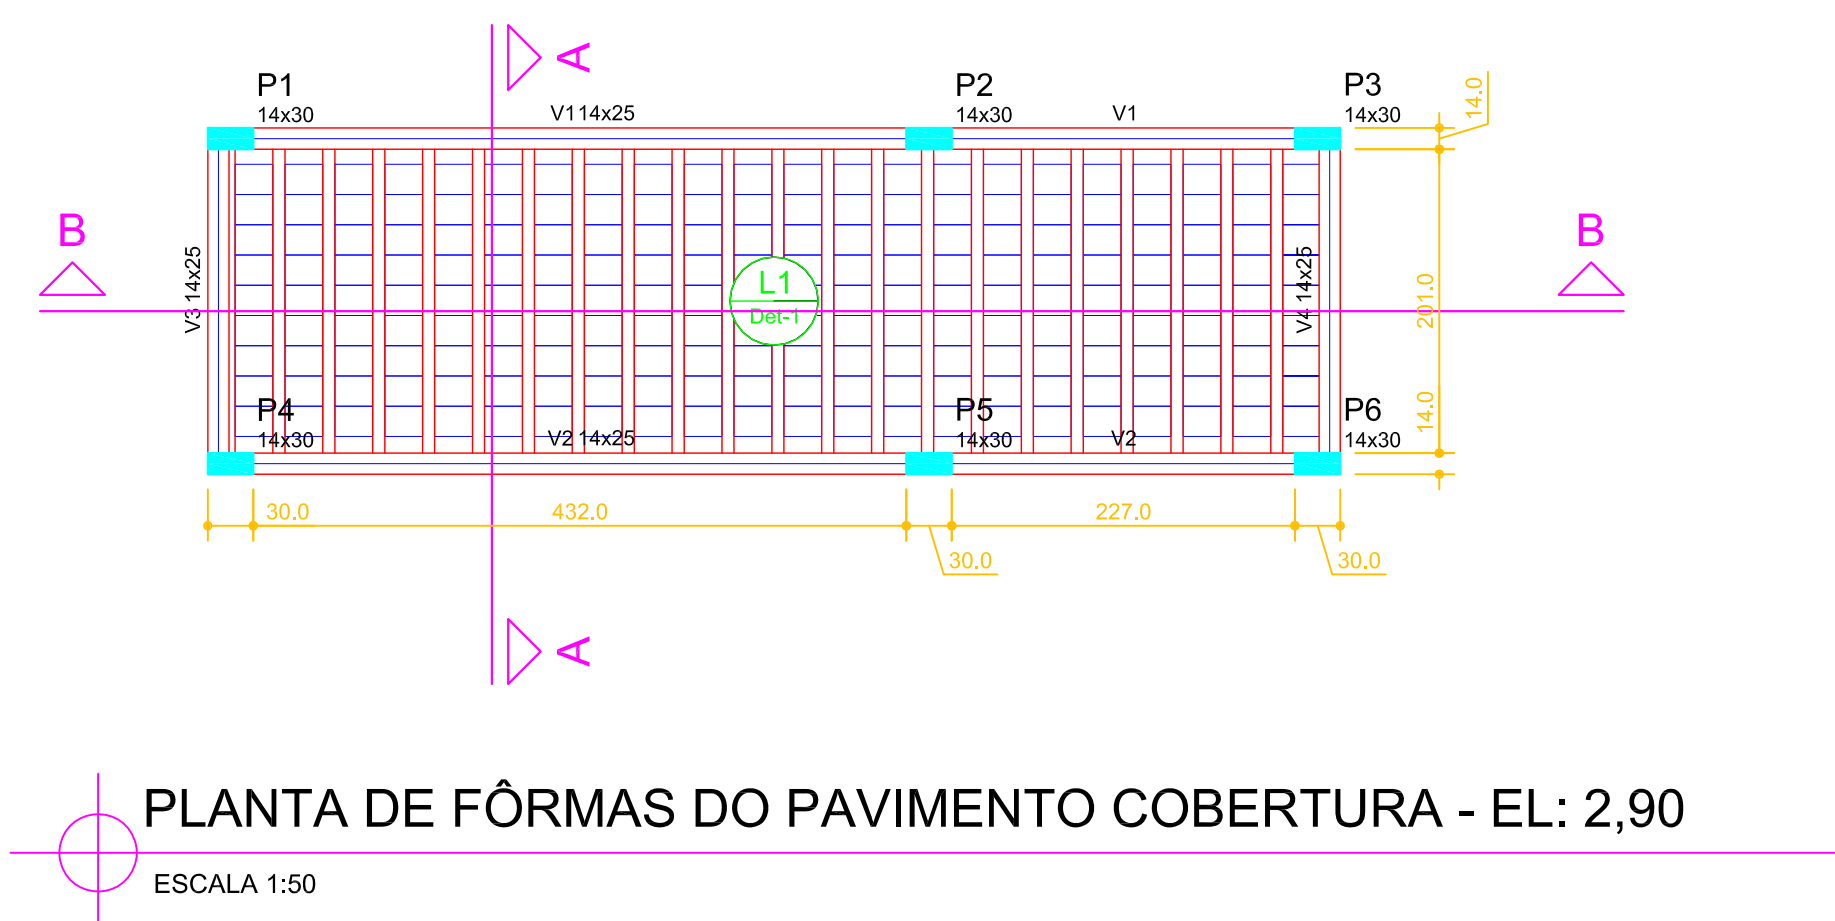 A
P1
14x30
V1 14x25
P2
14x30
V1
P3
14x30
14.0
B
B
V3 14x25
L1
Det-1
V4 14x25
201.0
P4
14x30
V2 14x25
P5
14x30
V2
P6
14x30
14.0
30.0
432.0
227.0
30.0
30.0
A
PLANTA DE FÔRMAS DO PAVIMENTO COBERTURA - EL: 2,90
ESCALA 1:50